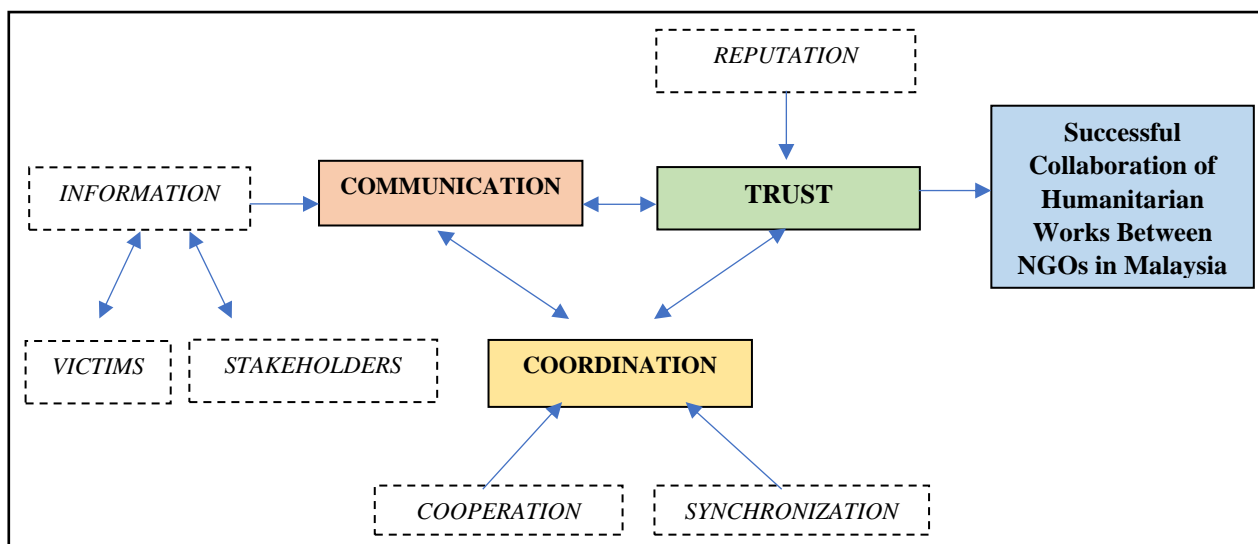 REPUTATION
Successful
Collaboration of
Humanitarian
Works Between
NGOs in Malaysia
INFORMATION
COMMUNICATION
TRUST
VICTIMS
STAKEHOLDERS
COORDINATION
COOPERATION
SYNCHRONIZATION